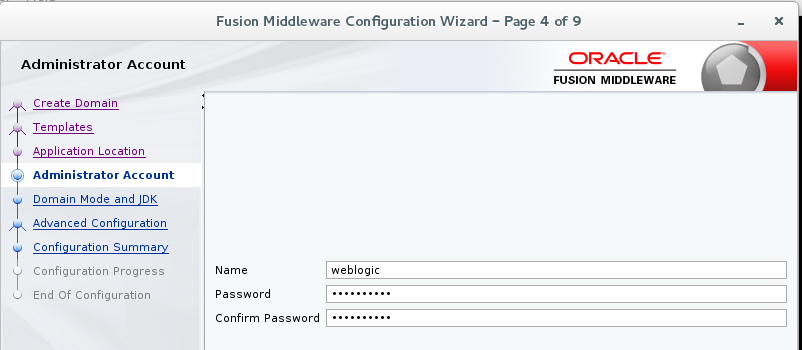 Fusion Middleware Configuration Wizard – Page 4 of 9
Administrator Account
ORACLE
FUSION MIDDLEWARE
Create Domain
Templates
Application Location
Administrator Account
Domain Mode and JDK
Advanced Configuration
Configuration Summary
Configuration Progress
End Of Configuration
Name weblogic
Password ••••••••••
Confirm Password ••••••••••